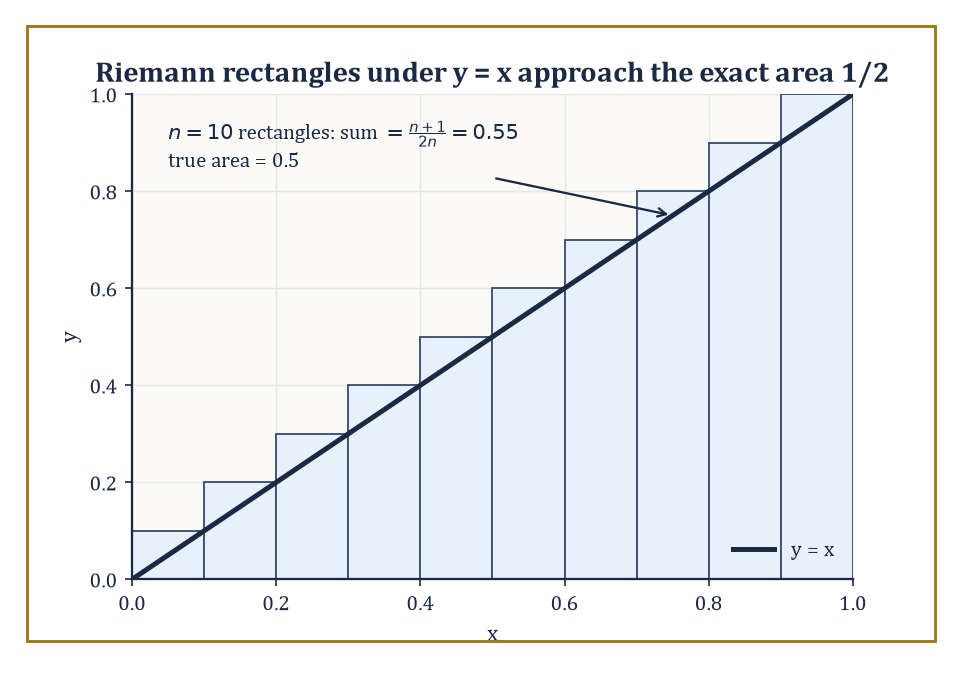 Riemann rectangles under y = x approach the exact area 1/2
n = 10 rectangles: sum = \frac{n+1}{2n} = 0.55
true area = 0.5
y
1.0
0.8
0.6
0.4
0.2
0.0
0.0 0.2 0.4 0.6 0.8 1.0
x
y = x